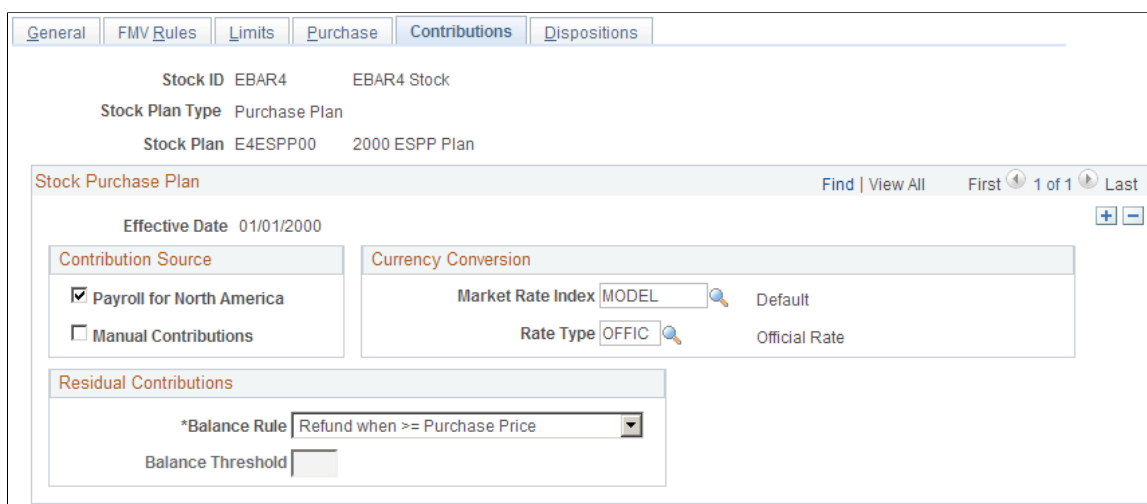 General FMV Rules Limits Purchase Contributions Dispositions
Stock ID EBAR4 EBAR4 Stock
Stock Plan Type Purchase Plan
Stock Plan E4ESPP00 2000 ESPP Plan
Stock Purchase Plan Find | View All First 1 of 1 Last
Effective Date 01/01/2000
Contribution Source
Payroll for North America
Manual Contributions
Currency Conversion
Market Rate Index MODEL Default
Rate Type OFFIC Official Rate
Residual Contributions
*Balance Rule Refund when >= Purchase Price
Balance Threshold